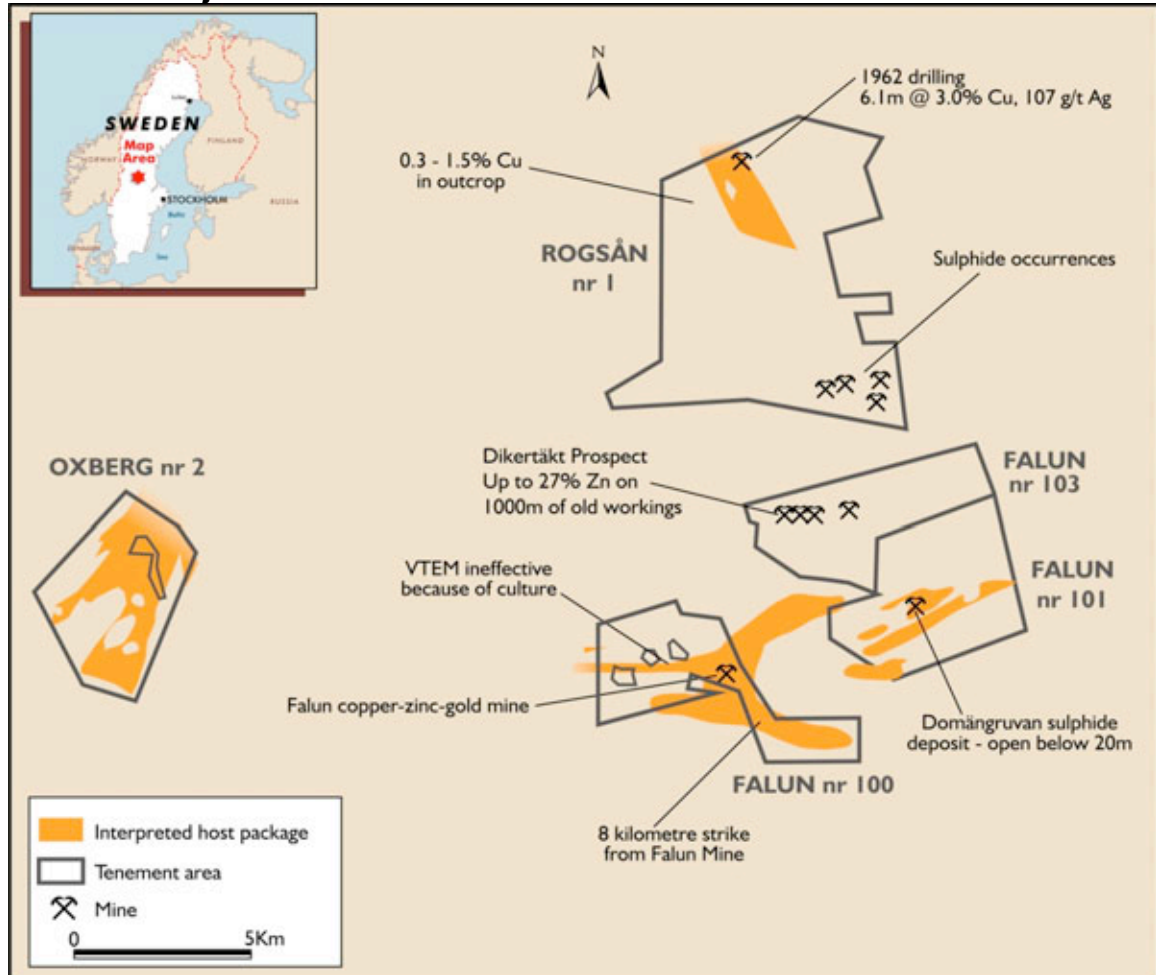 N
1962 drilling
6.1m @ 3.0% Cu, 107 g/t Ag
SWEDEN
FINLAND
NORWAY
Map
Area
STOCKHOLM
RUSSIA
Baltic
Sea
DENMARK
0.3 - 1.5% Cu
in outcrop
ROGSÅN
nr 1
Sulphide occurrences
OXBERG nr 2
Dikertäkt Prospect
Up to 27% Zn on
1000m of old workings
FALUN
nr 103
VTEM ineffective
because of culture
FALUN
nr 101
Falun copper-zinc-gold mine
Domängruvan sulphide
deposit - open below 20m
FALUN nr 100
8 kilometre strike
from Falun Mine
Interpreted host package
Tenement area
Mine
0 5Km